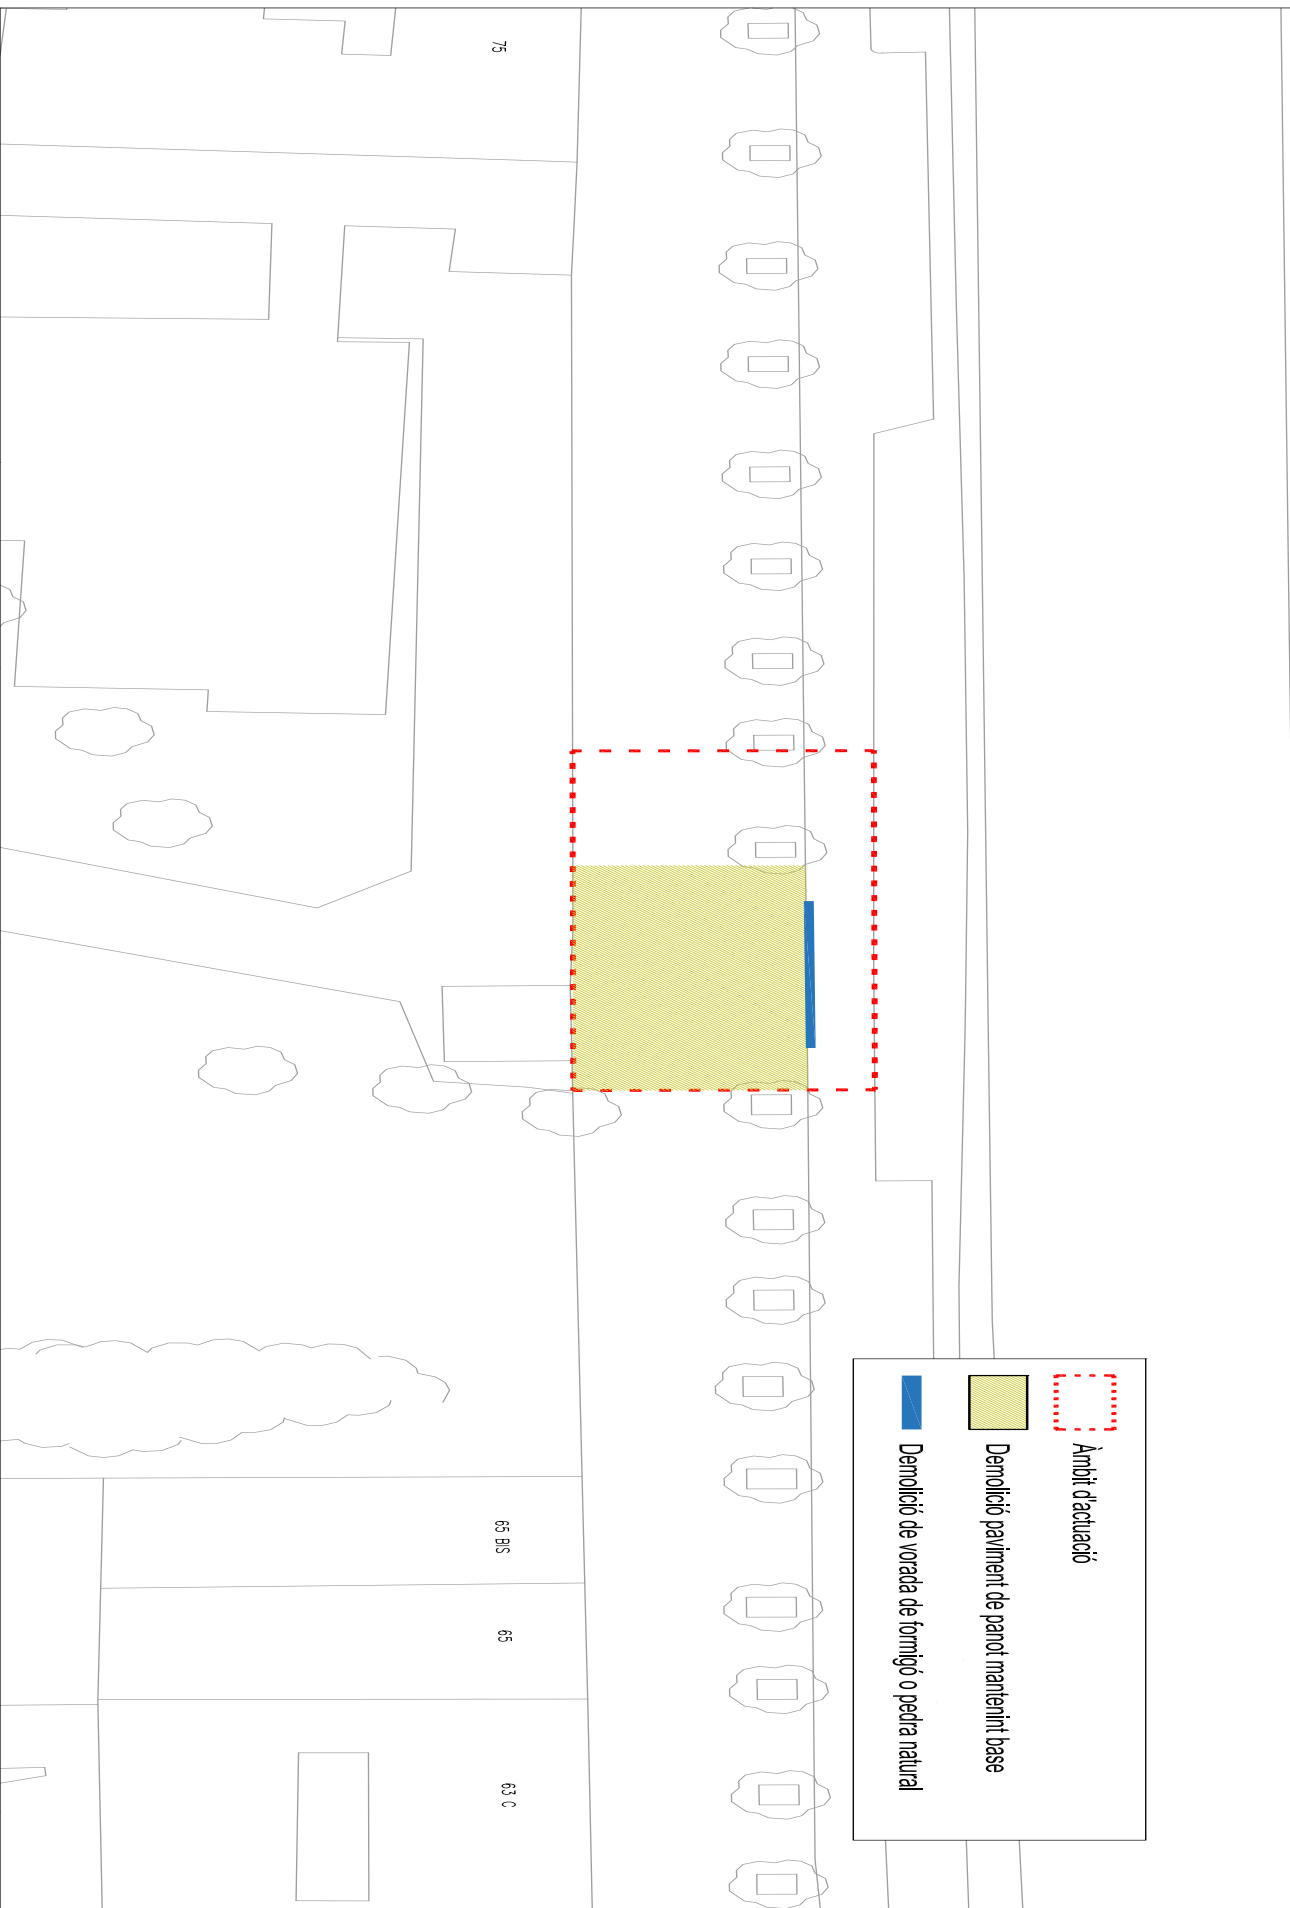 75
65 BIS
65
63 C
Àmbit d'actuació
Demolició paviment de panot mantenint base
Demolició de vorada de formigó o pedra natural